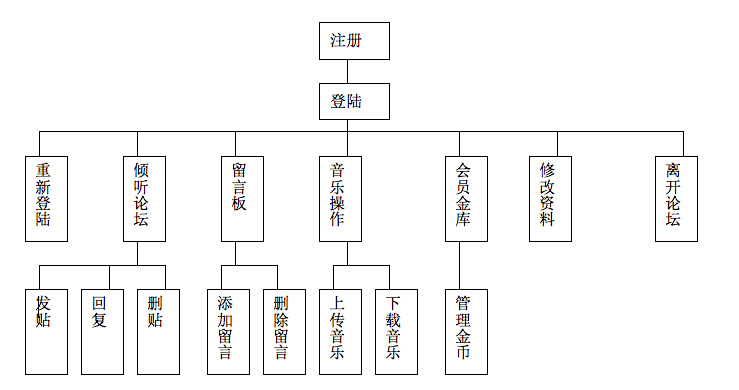 注册
登陆
重新登陆
倾听论坛
留言板
音乐操作
会员金库
修改资料
离开论坛
发贴
回复
删贴
添加留言
删除留言
上传音乐
下载音乐
管理金币